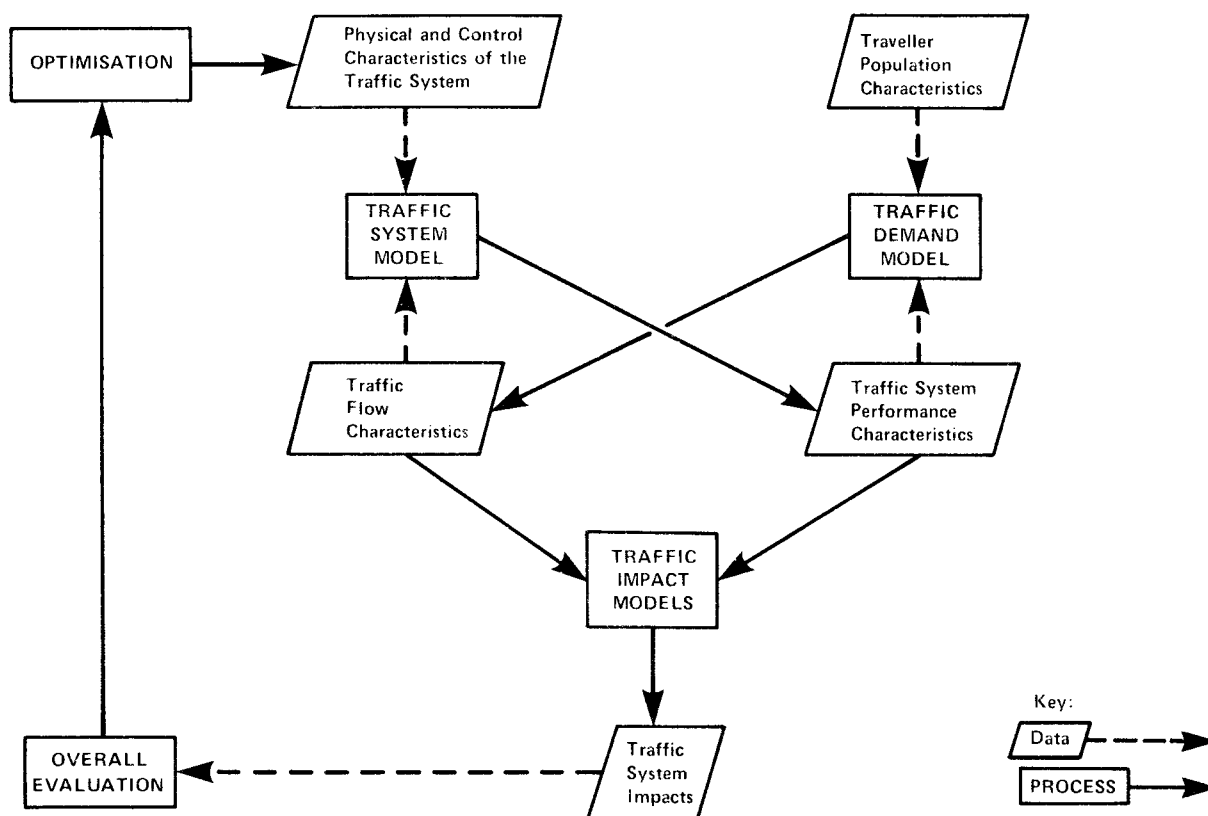 OPTIMISATION
Physical and Control
Characteristics of the
Traffic System
Traveller
Population
Characteristics
TRAFFIC
SYSTEM
MODEL
TRAFFIC
DEMAND
MODEL
Traffic
Flow
Characteristics
Traffic System
Performance
Characteristics
TRAFFIC
IMPACT
MODELS
OVERALL
EVALUATION
Traffic
System
Impacts
Key:
Data
PROCESS